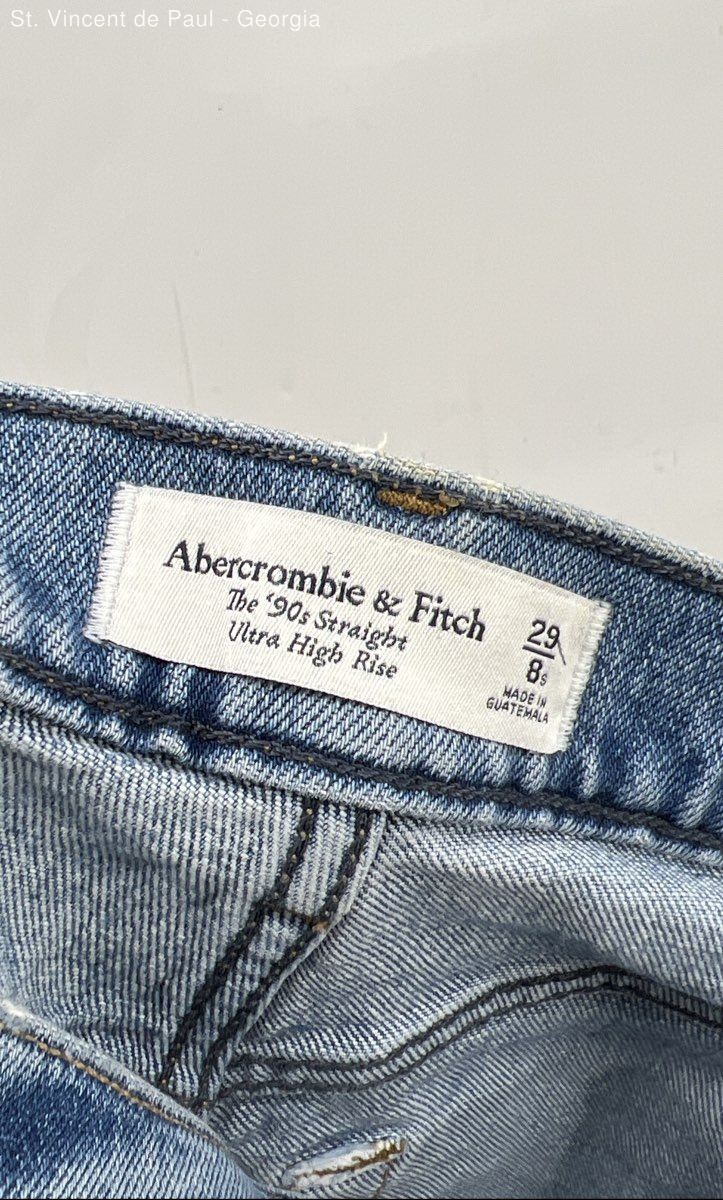 St. Vincent de Paul - Georgia
Abercrombie & Fitch
The '90s Straight
Ultra High Rise
29
8s
MADE IN
GUATEMALA